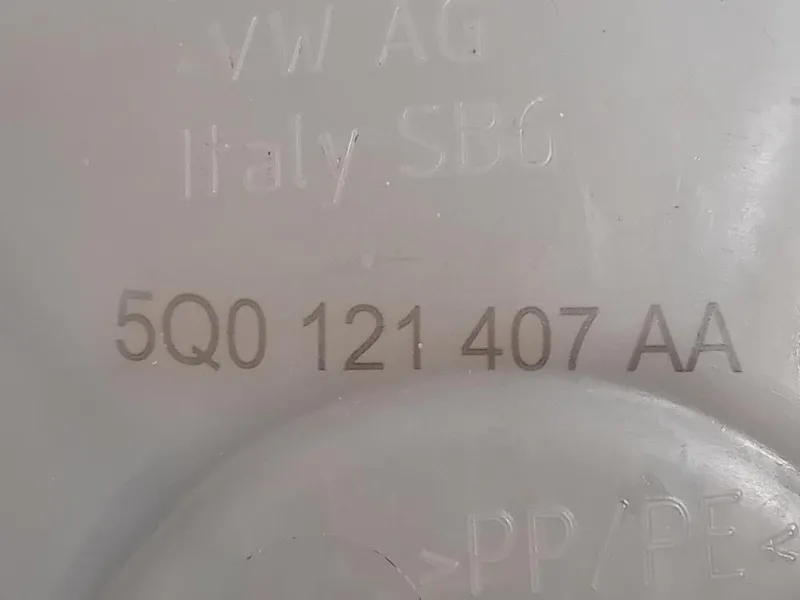 VW AG
Italy SB6
5Q0 121 407 AA
>PP/PE<